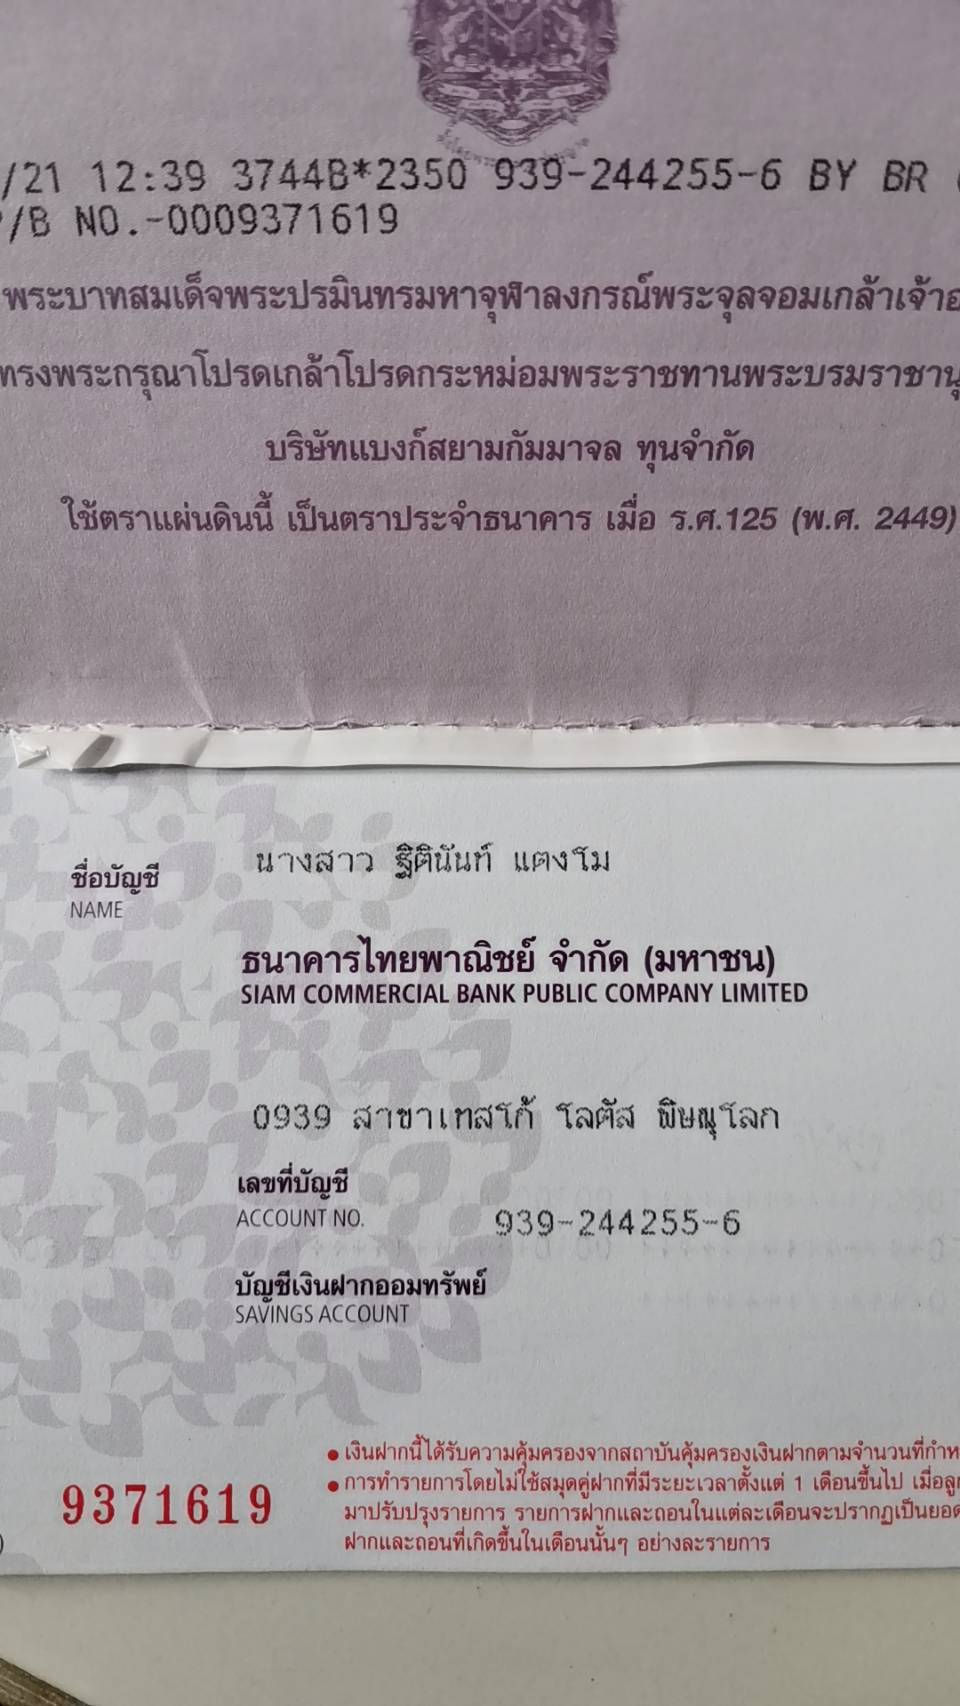 /21 12:39 3744B*2350 939-244255-6 BY BR
/B NO.-0009371619
พระบาทสมเด็จพระปรมินทรมหาจุฬาลงกรณ์พระจุลจอมเกล้าเจ้าอ
ทรงพระกรุณาโปรดเกล้าโปรดกระหม่อมพระราชทานพระบรมราชานุ
บริษัทแบงก์สยามกัมมาจล ทุนจำกัด
ใช้ตราแผ่นดินนี้ เป็นตราประจำธนาคาร เมื่อ ร.ศ.125 (พ.ศ. 2449)
ชื่อบัญชี นางสาว ฐิตินันท์ แตงโม
NAME
ธนาคารไทยพาณิชย์ จำกัด (มหาชน)
SIAM COMMERCIAL BANK PUBLIC COMPANY LIMITED
0939 สาขาเทสโก้ โลตัส พิษณุโลก
เลขที่บัญชี
ACCOUNT NO. 939-244255-6
บัญชีเงินฝากออมทรัพย์
SAVINGS ACCOUNT
• เงินฝากนี้ได้รับความคุ้มครองจากสถาบันคุ้มครองเงินฝากตามจำนวนที่กำห
• การทำรายการโดยไม่ใช้สมุดคู่ฝากที่มีระยะเวลาตั้งแต่ 1 เดือนขึ้นไป เมื่อลู
มาปรับปรุงรายการ รายการฝากและถอนในแต่ละเดือนจะปรากฏเป็นยอด
ฝากและถอนที่เกิดขึ้นในเดือนนั้นๆ อย่างละรายการ
9371619